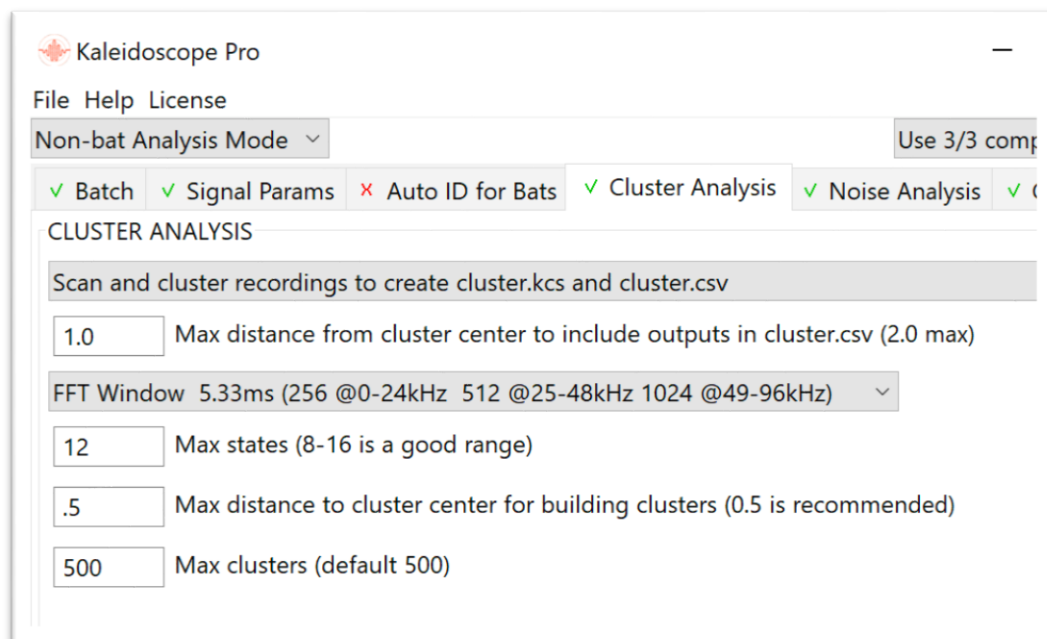 Kaleidoscope Pro
File Help License
Non-bat Analysis Mode
Use 3/3 comp
Batch Signal Params Auto ID for Bats Cluster Analysis Noise Analysis
CLUSTER ANALYSIS
Scan and cluster recordings to create cluster.kcs and cluster.csv
1.0 Max distance from cluster center to include outputs in cluster.csv (2.0 max)
FFT Window 5.33ms (256 @0-24kHz 512 @25-48kHz 1024 @49-96kHz)
12 Max states (8-16 is a good range)
.5 Max distance to cluster center for building clusters (0.5 is recommended)
500 Max clusters (default 500)